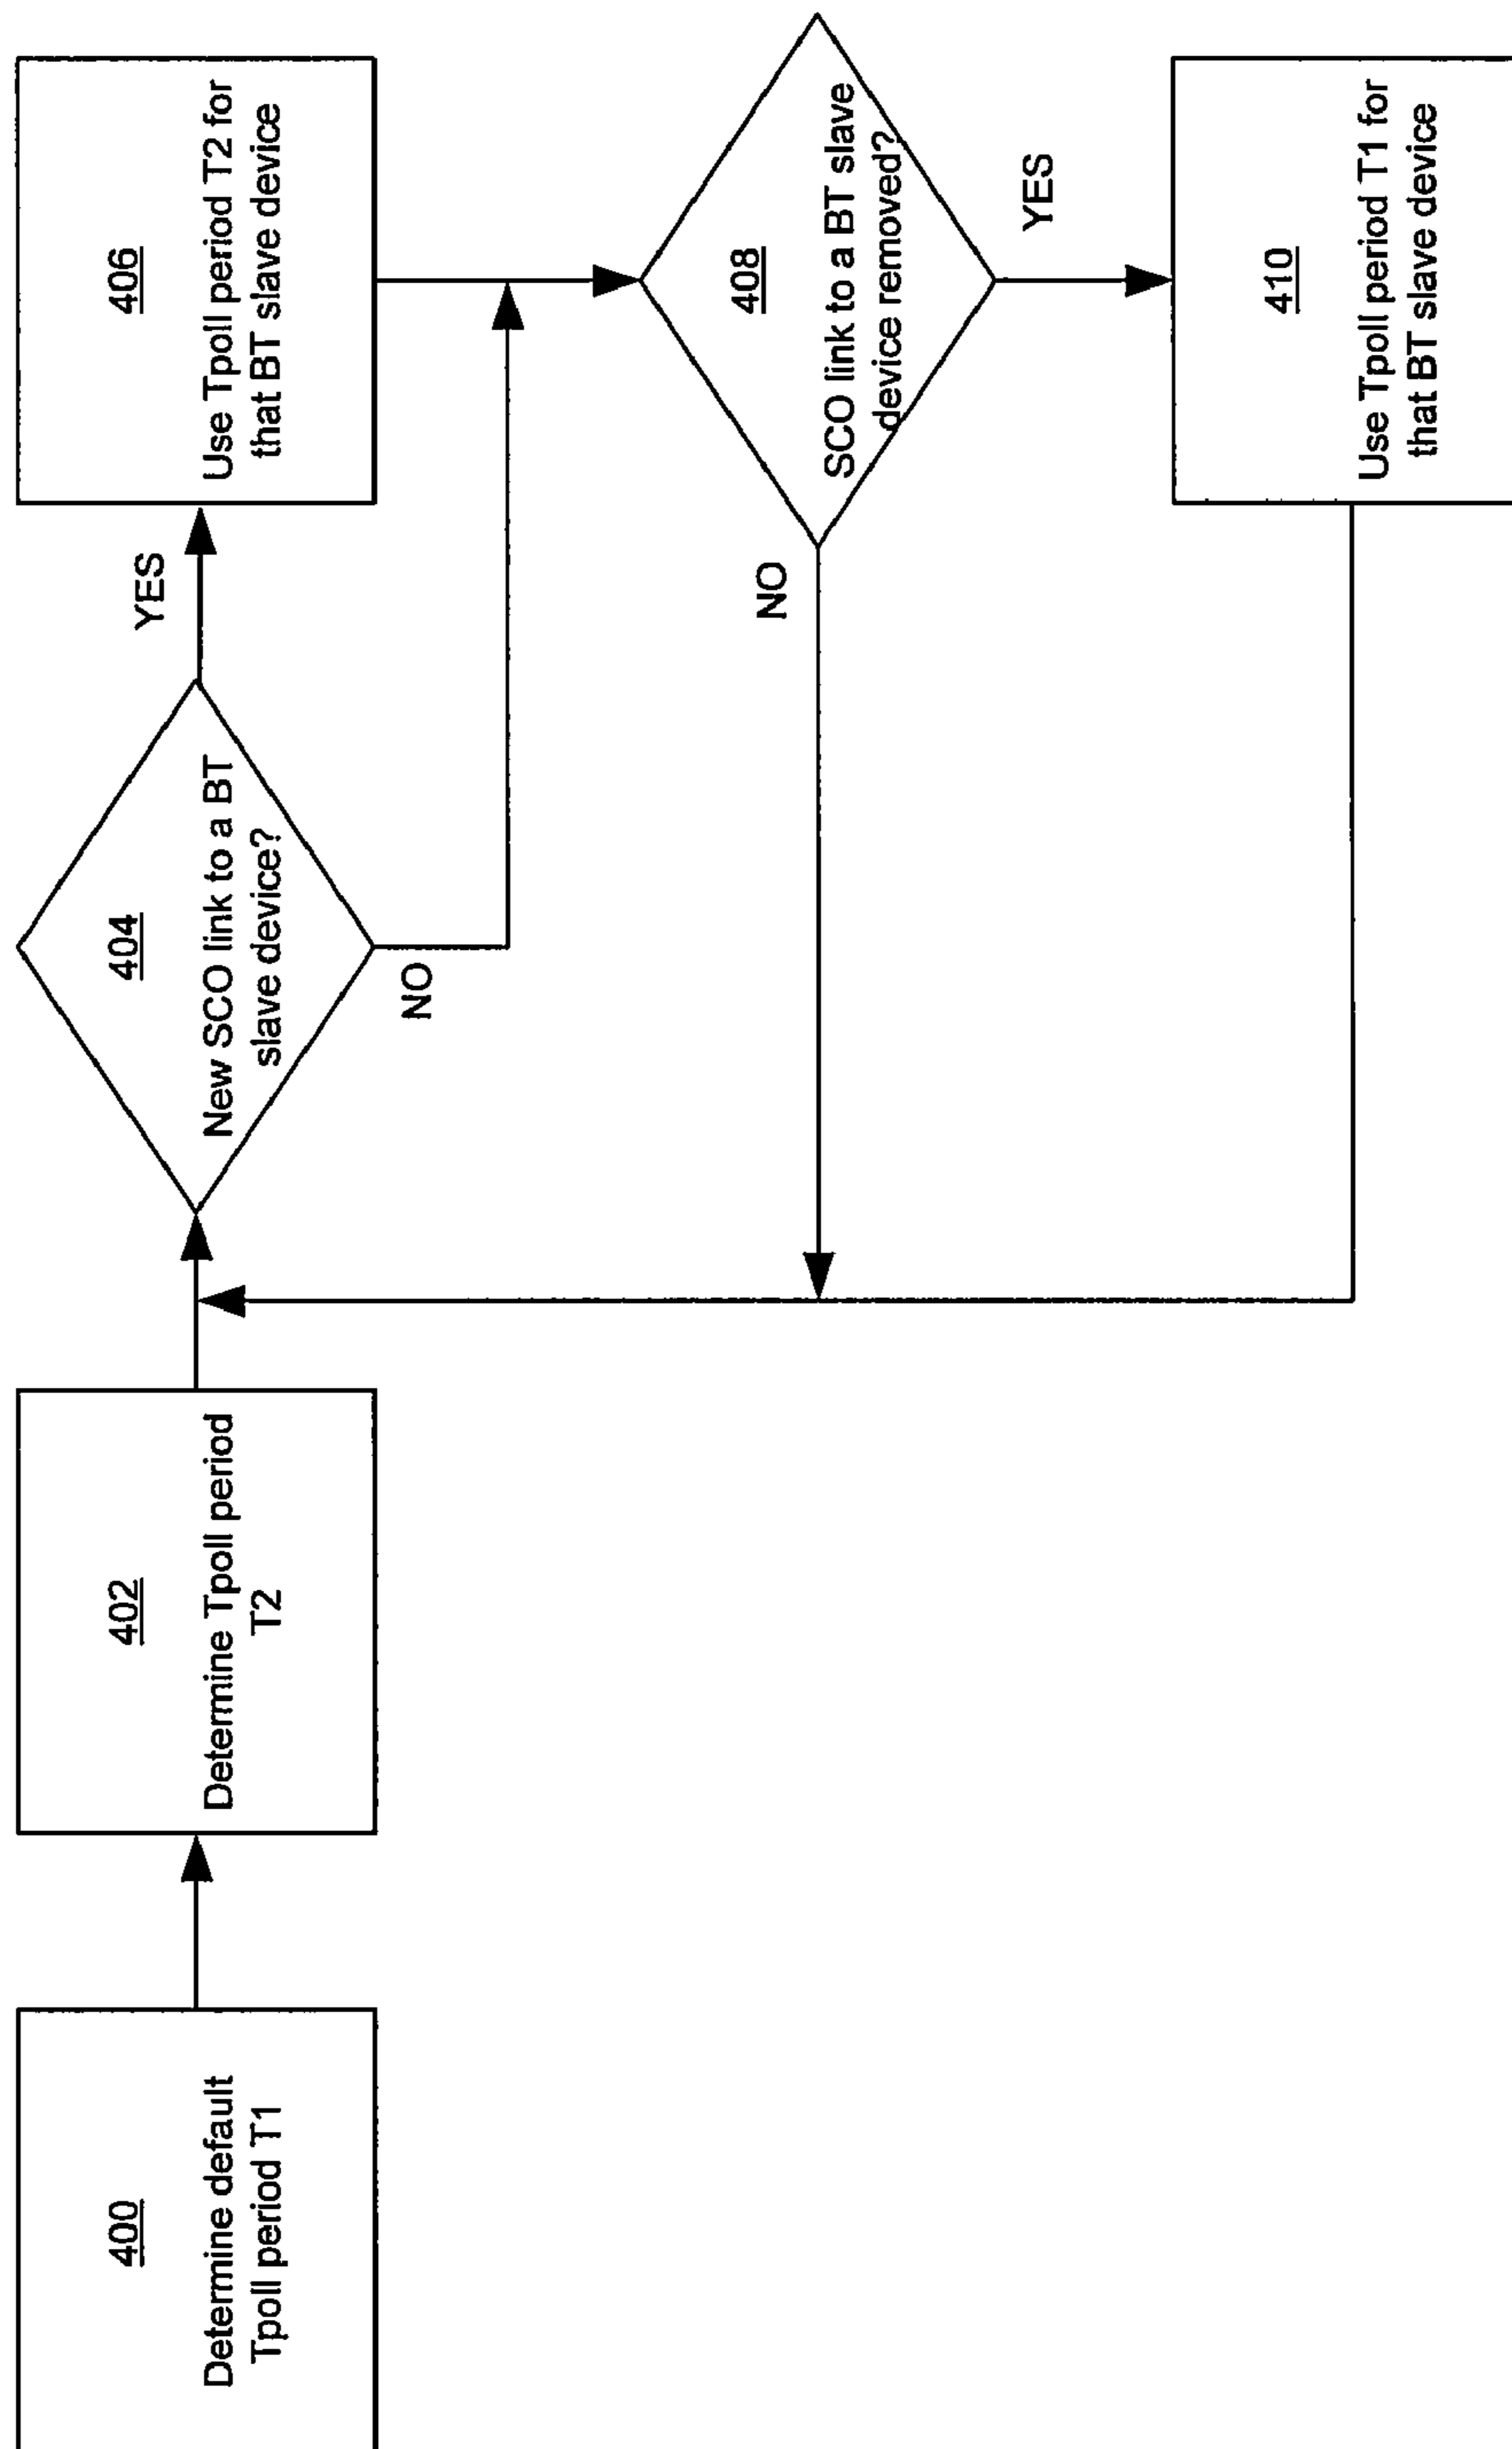 400
Determine default
Tpoll period T1
402
Determine Tpoll period
T2
404
New SCO link to a BT
slave device?
YES
NO
406
Use Tpoll period T2 for
that BT slave device
408
SCO link to a BT slave
device removed?
NO
YES
410
Use Tpoll period T1 for
that BT slave device